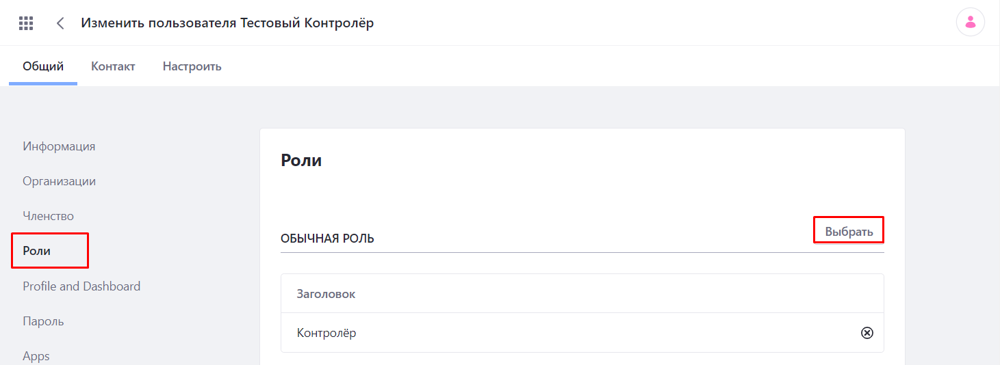 Изменить пользователя Тестовый Контролёр
Общий Контакт Настроить
Информация
Организации
Членство
Роли
Profile and Dashboard
Пароль
Apps
Роли
ОБЫЧНАЯ РОЛЬ Выбрать
Заголовок
Контролёр